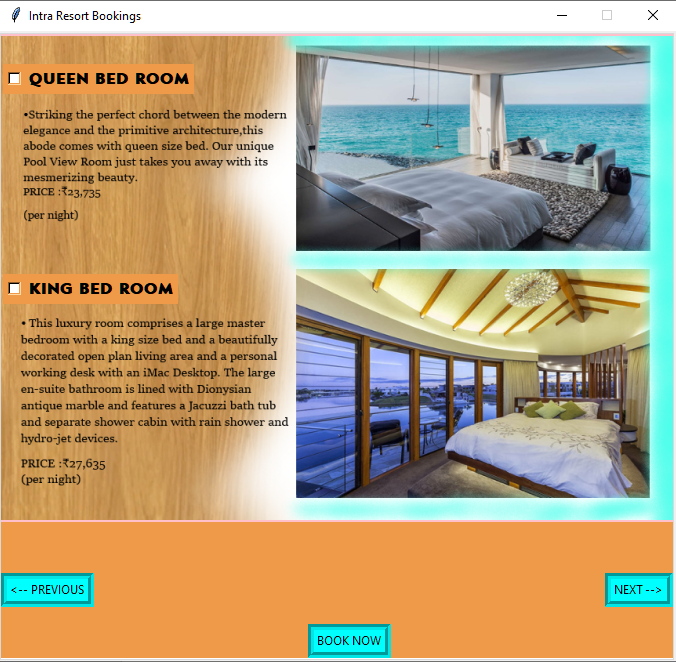 Intra Resort Bookings
QUEEN BED ROOM
•Striking the perfect chord between the modern
elegance and the primitive architecture,this
abode comes with queen size bed. Our unique
Pool View Room just takes you away with its
mesmerizing beauty.
PRICE :₹23,735
(per night)
KING BED ROOM
• This luxury room comprises a large master
bedroom with a king size bed and a beautifully
decorated open plan living area and a personal
working desk with an iMac Desktop. The large
en-suite bathroom is lined with Dionysian
antique marble and features a Jacuzzi bath tub
and separate shower cabin with rain shower and
hydro-jet devices.
PRICE :₹27,635
(per night)
<-- PREVIOUS
NEXT -->
BOOK NOW